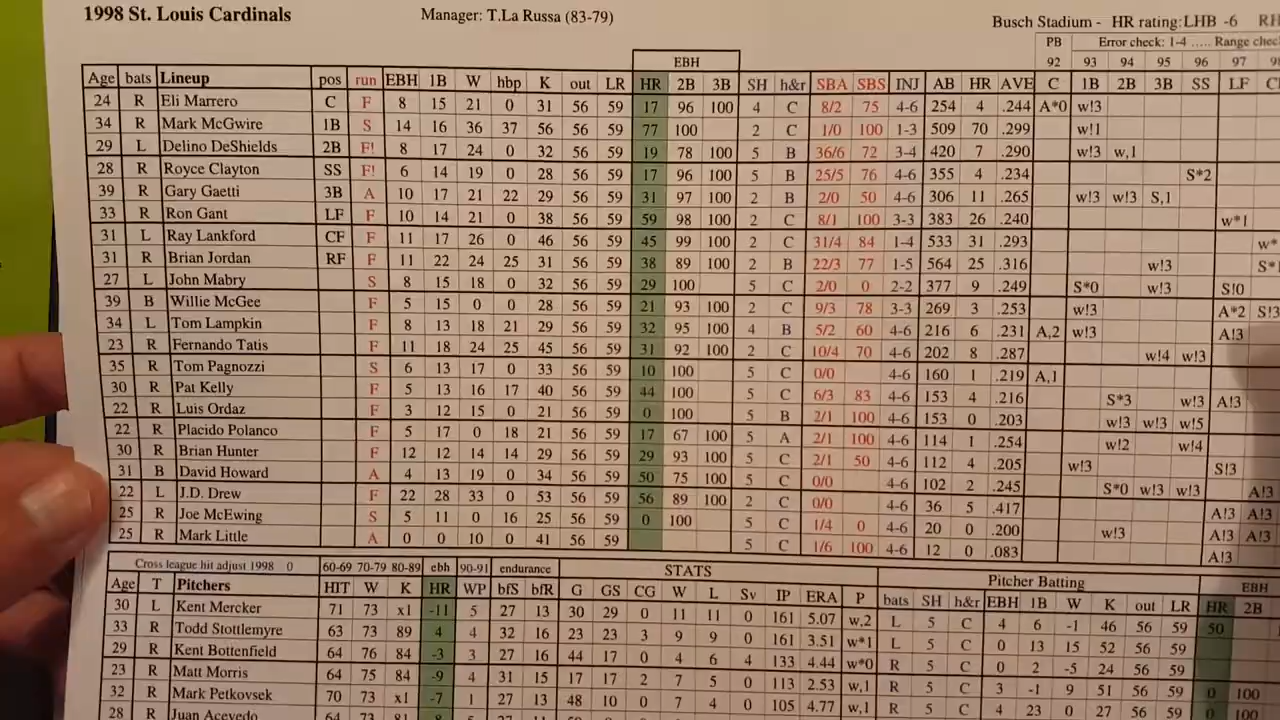 1998 St. Louis Cardinals Manager: T.La Russa (83-79) Busch Stadium - HR rating: LHB -6 RH
EBH PB Error check: 1-4 ..... Range chec
92 93 94 95 96 97 98
Age bats Lineup pos run EBH 1B W hbp K out LR HR 2B 3B SH h&r SBA SBS INJ AB HR AVE C 1B 2B 3B SS LF C
24 R Eli Marrero C F 8 15 21 0 31 56 59 17 96 100 4 C 8/2 75 4-6 254 4 .244 A*0 w!3
34 R Mark McGwire 1B S 14 16 36 37 56 56 59 77 100 2 C 1/0 100 1-3 509 70 .299 w!1
29 L Delino DeShields 2B F! 8 17 24 0 32 56 59 19 78 100 5 B 36/6 72 3-4 420 7 .290 w!3 w,1
28 R Royce Clayton SS F! 6 14 19 0 28 56 59 17 96 100 5 B 25/5 76 4-6 355 4 .234 S*2
39 R Gary Gaetti 3B A 10 17 21 22 29 56 59 31 97 100 2 B 2/0 50 4-6 306 11 .265 w!3 w!3 S,1
33 R Ron Gant LF F 10 14 21 0 38 56 59 59 98 100 2 C 8/1 100 3-3 383 26 .240 w*1
31 L Ray Lankford CF F 11 17 26 0 46 56 59 45 99 100 2 C 31/4 84 1-4 533 31 .293 w*
31 R Brian Jordan RF F 11 22 24 25 31 56 59 38 89 100 2 B 22/3 77 1-5 564 25 .316 w!3 S*
27 L John Mabry S 8 15 18 0 32 56 59 29 100 5 C 2/0 0 2-2 377 9 .249 S*0 w!3 S!0
39 B Willie McGee F 5 15 0 0 28 56 59 21 93 100 2 C 9/3 78 3-3 269 3 .253 w!3 A*2 S!3
34 L Tom Lampkin F 8 13 18 21 29 56 59 32 95 100 4 B 5/2 60 4-6 216 6 .231 A,2 w!3 A!3
23 R Fernando Tatis F 11 18 24 25 45 56 59 31 92 100 2 C 10/4 70 4-6 202 8 .287 w!4 w!3
35 R Tom Pagnozzi S 6 13 17 0 33 56 59 10 100 5 C 0/0 4-6 160 1 .219 A,1
30 R Pat Kelly F 5 13 16 17 40 56 59 44 100 5 C 6/3 83 4-6 153 4 .216 S*3 w!3 A!3
22 R Luis Ordaz F 3 12 15 0 21 56 59 0 100 5 B 2/1 100 4-6 153 0 .203 w!3 w!3 w!5
22 R Placido Polanco F 5 17 0 18 21 56 59 17 67 100 5 A 2/1 100 4-6 114 1 .254 w!2 w!4
30 R Brian Hunter F 12 12 14 14 29 56 59 29 93 100 5 C 2/1 50 4-6 112 4 .205 w!3 S!3
31 B David Howard A 4 13 19 0 34 56 59 50 75 100 5 C 0/0 4-6 102 2 .245 S*0 w!3 w!3 A!3
22 L J.D. Drew F 22 28 33 0 53 56 59 56 89 100 2 C 0/0 4-6 36 5 .417 A!3 A!3
25 R Joe McEwing S 5 11 0 16 25 56 59 0 100 5 C 1/4 0 4-6 20 0 .200 w!3 A!3 A!3
25 R Mark Little A 0 0 10 0 41 56 59 5 C 1/6 100 4-6 12 0 .083 A!3
Cross league hit adjust 1998 0 60-69 70-79 80-89 ebh 90-91 endurance STATS Pitcher Batting EBH
Age T Pitchers HIT W K HR WP bfS bfR G GS CG W L Sv IP ERA P bats SH h&r EBH 1B W K out LR HR 2B
30 L Kent Mercker 71 73 x1 -11 5 27 13 30 29 0 11 11 0 161 5.07 w,2 L 5 C 4 6 -1 46 56 59 50
33 R Todd Stottlemyre 63 73 89 4 4 32 16 23 23 3 9 9 0 161 3.51 w*1 L 5 C 0 13 15 52 56 59
29 R Kent Bottenfield 64 76 84 -3 3 27 16 44 17 0 4 6 4 133 4.44 w*0 R 5 C 0 2 -5 24 56 59
23 R Matt Morris 64 75 84 -9 4 31 15 17 17 2 7 5 0 113 2.53 w,1 R 5 C 3 -1 9 51 56 59 0 100
32 R Mark Petkovsek 70 73 x1 -7 1 27 13 48 10 0 7 4 0 105 4.77 w,1 R 5 C 4 23 0 27 56 59 0 100
28 R Juan Acevedo